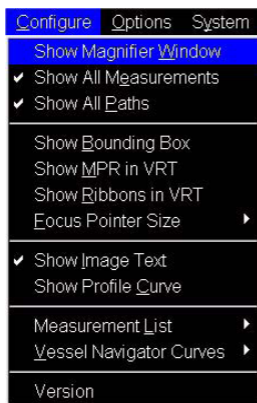 Configure Options System
Show Magnifier Window
Show All Measurements
Show All Paths
Show Bounding Box
Show MPR in VRT
Show Ribbons in VRT
Focus Pointer Size
Show Image Text
Show Profile Curve
Measurement List
Vessel Navigator Curves
Version